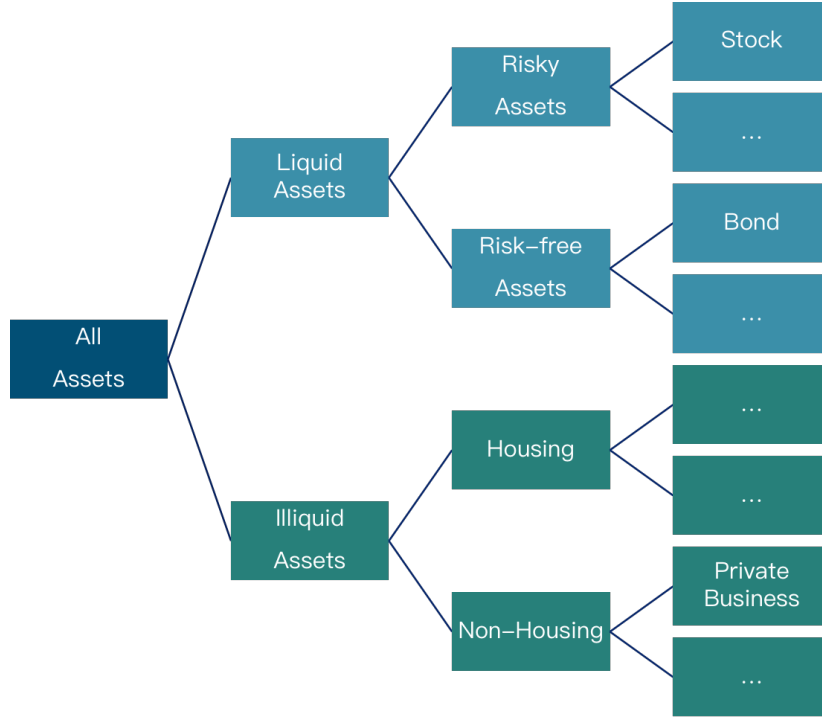 Stock
Risky
Assets
...
Liquid
Assets
Bond
Risk-free
Assets
...
All
Assets
...
Housing
...
Illiquid
Assets
Private
Business
Non-Housing
...